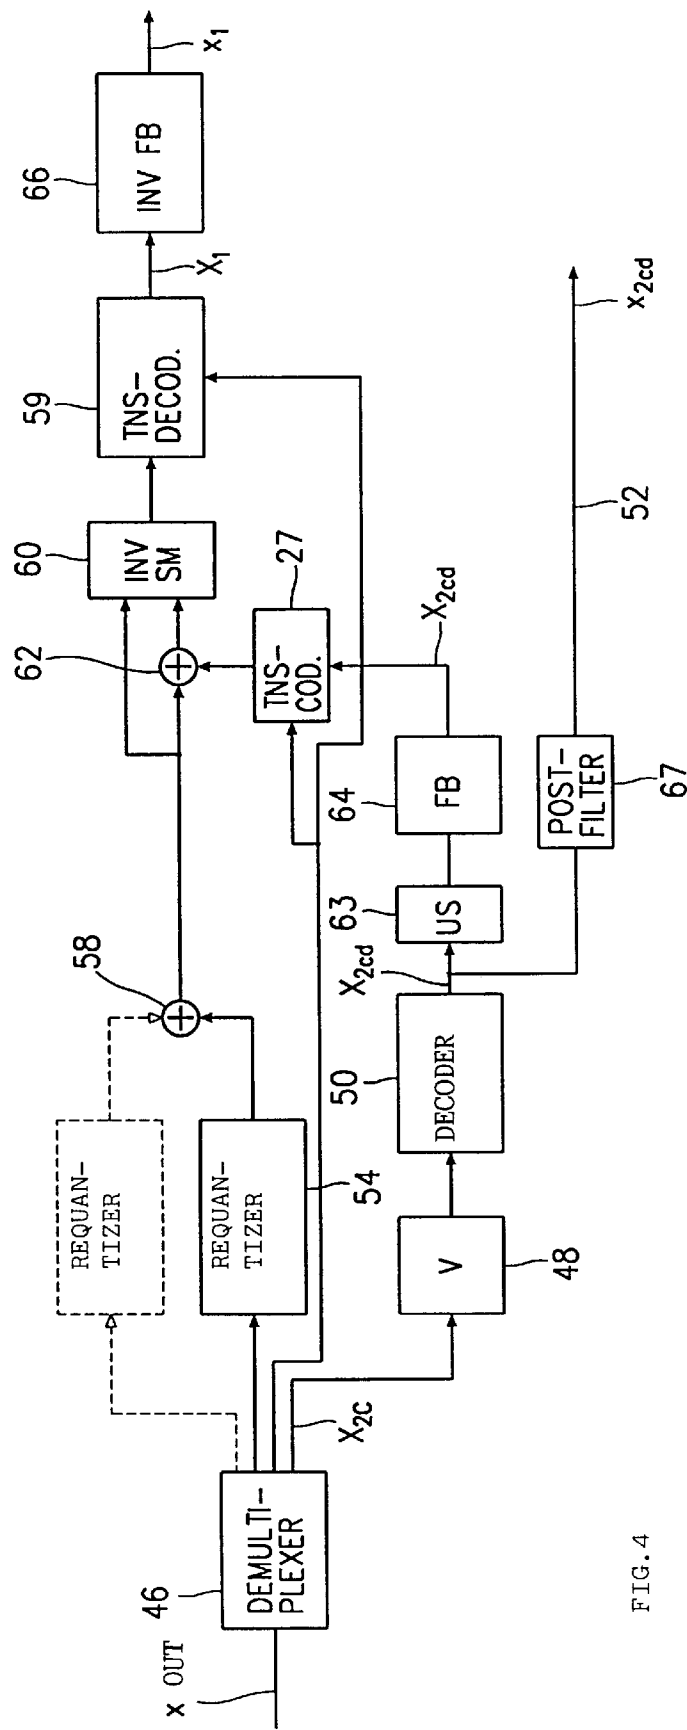 x OUT
46
DEMULTI-
PLEXER
X2C
REQUAN-
TIZER
REQUAN-
TIZER
54
V
48
58
50
DECODER
X2cd
63
US
64
FB
X2cd
27
TNS-
COD.
62
60
INV
SM
59
TNS-
DECOD.
X1
66
INV FB
x1
POST-
FILTER
67
52
x2cd
FIG.4